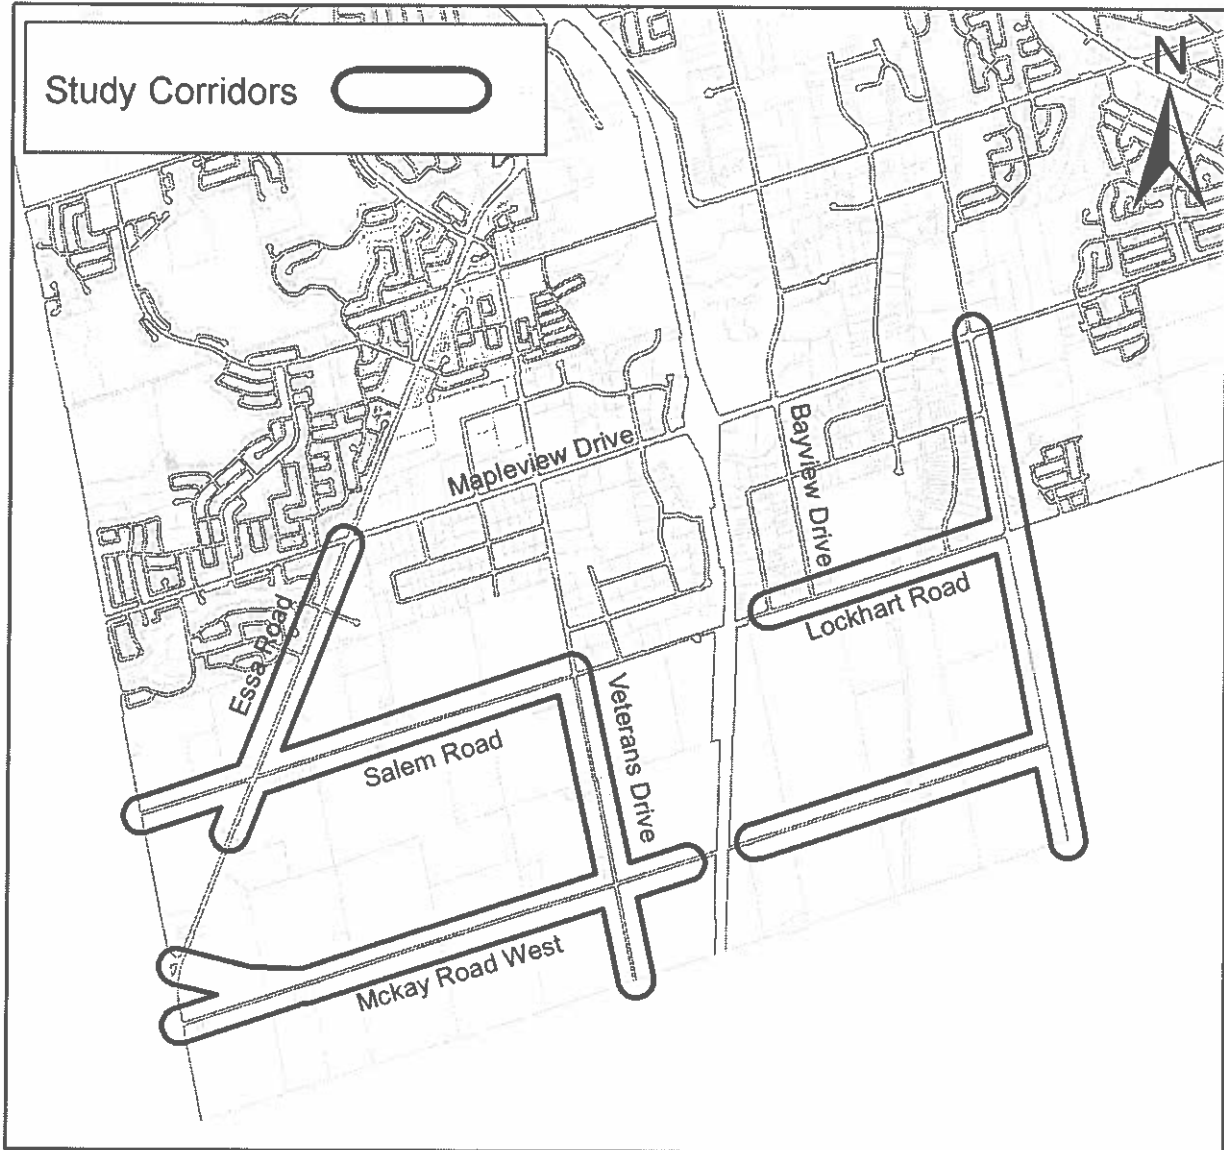 Study Corridors
N
Mapleview Drive
Bayview Drive
Essa Road
Lockhart Road
Salem Road
Veterans Drive
Mckay Road West